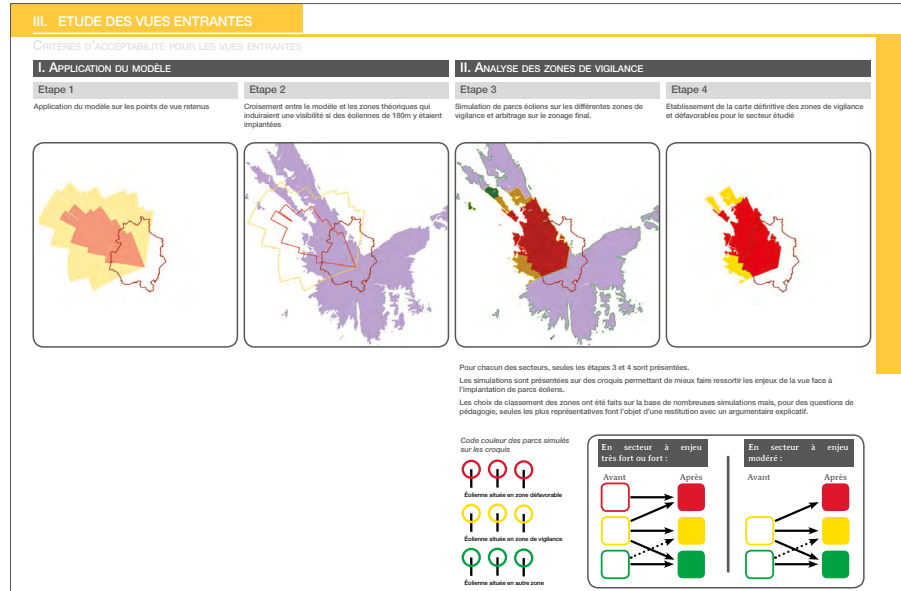 III. ETUDE DES VUES ENTRANTES
CRITÈRES D'ACCEPTABILITÉ POUR LES VUES ENTRANTES
I. APPLICATION DU MODÈLE
II. ANALYSE DES ZONES DE VIGILANCE
Etape 1
Etape 2
Etape 3
Etape 4
Application du modèle sur les points de vue retenus
Croisement entre le modèle et les zones théoriques qui
induiraient une visibilité si des éoliennes de 180m y étaient
implantées
Simulation de parcs éoliens sur les différentes zones de
vigilance et arbitrage sur le zonage final.
Etablissement de la carte définitive des zones de vigilance
et défavorables pour le secteur étudié
Pour chacun des secteurs, seules les étapes 3 et 4 sont présentées.
Les simulations sont présentées sur des croquis permettant de mieux faire ressortir les enjeux de la vue face à
l'implantation de parcs éoliens.
Les choix de classement des zones ont été faits sur la base de nombreuses simulations mais, pour des questions de
pédagogie, seules les plus représentatives font l'objet d'une restitution avec un argumentaire explicatif.
Code couleur des parcs simulés
sur les croquis
Éolienne située en zone défavorable
Éolienne située en zone de vigilance
Éolienne située en autre zone
En secteur à enjeu
très fort ou fort :
Avant
Après
En secteur à enjeu
modéré :
Avant
Après